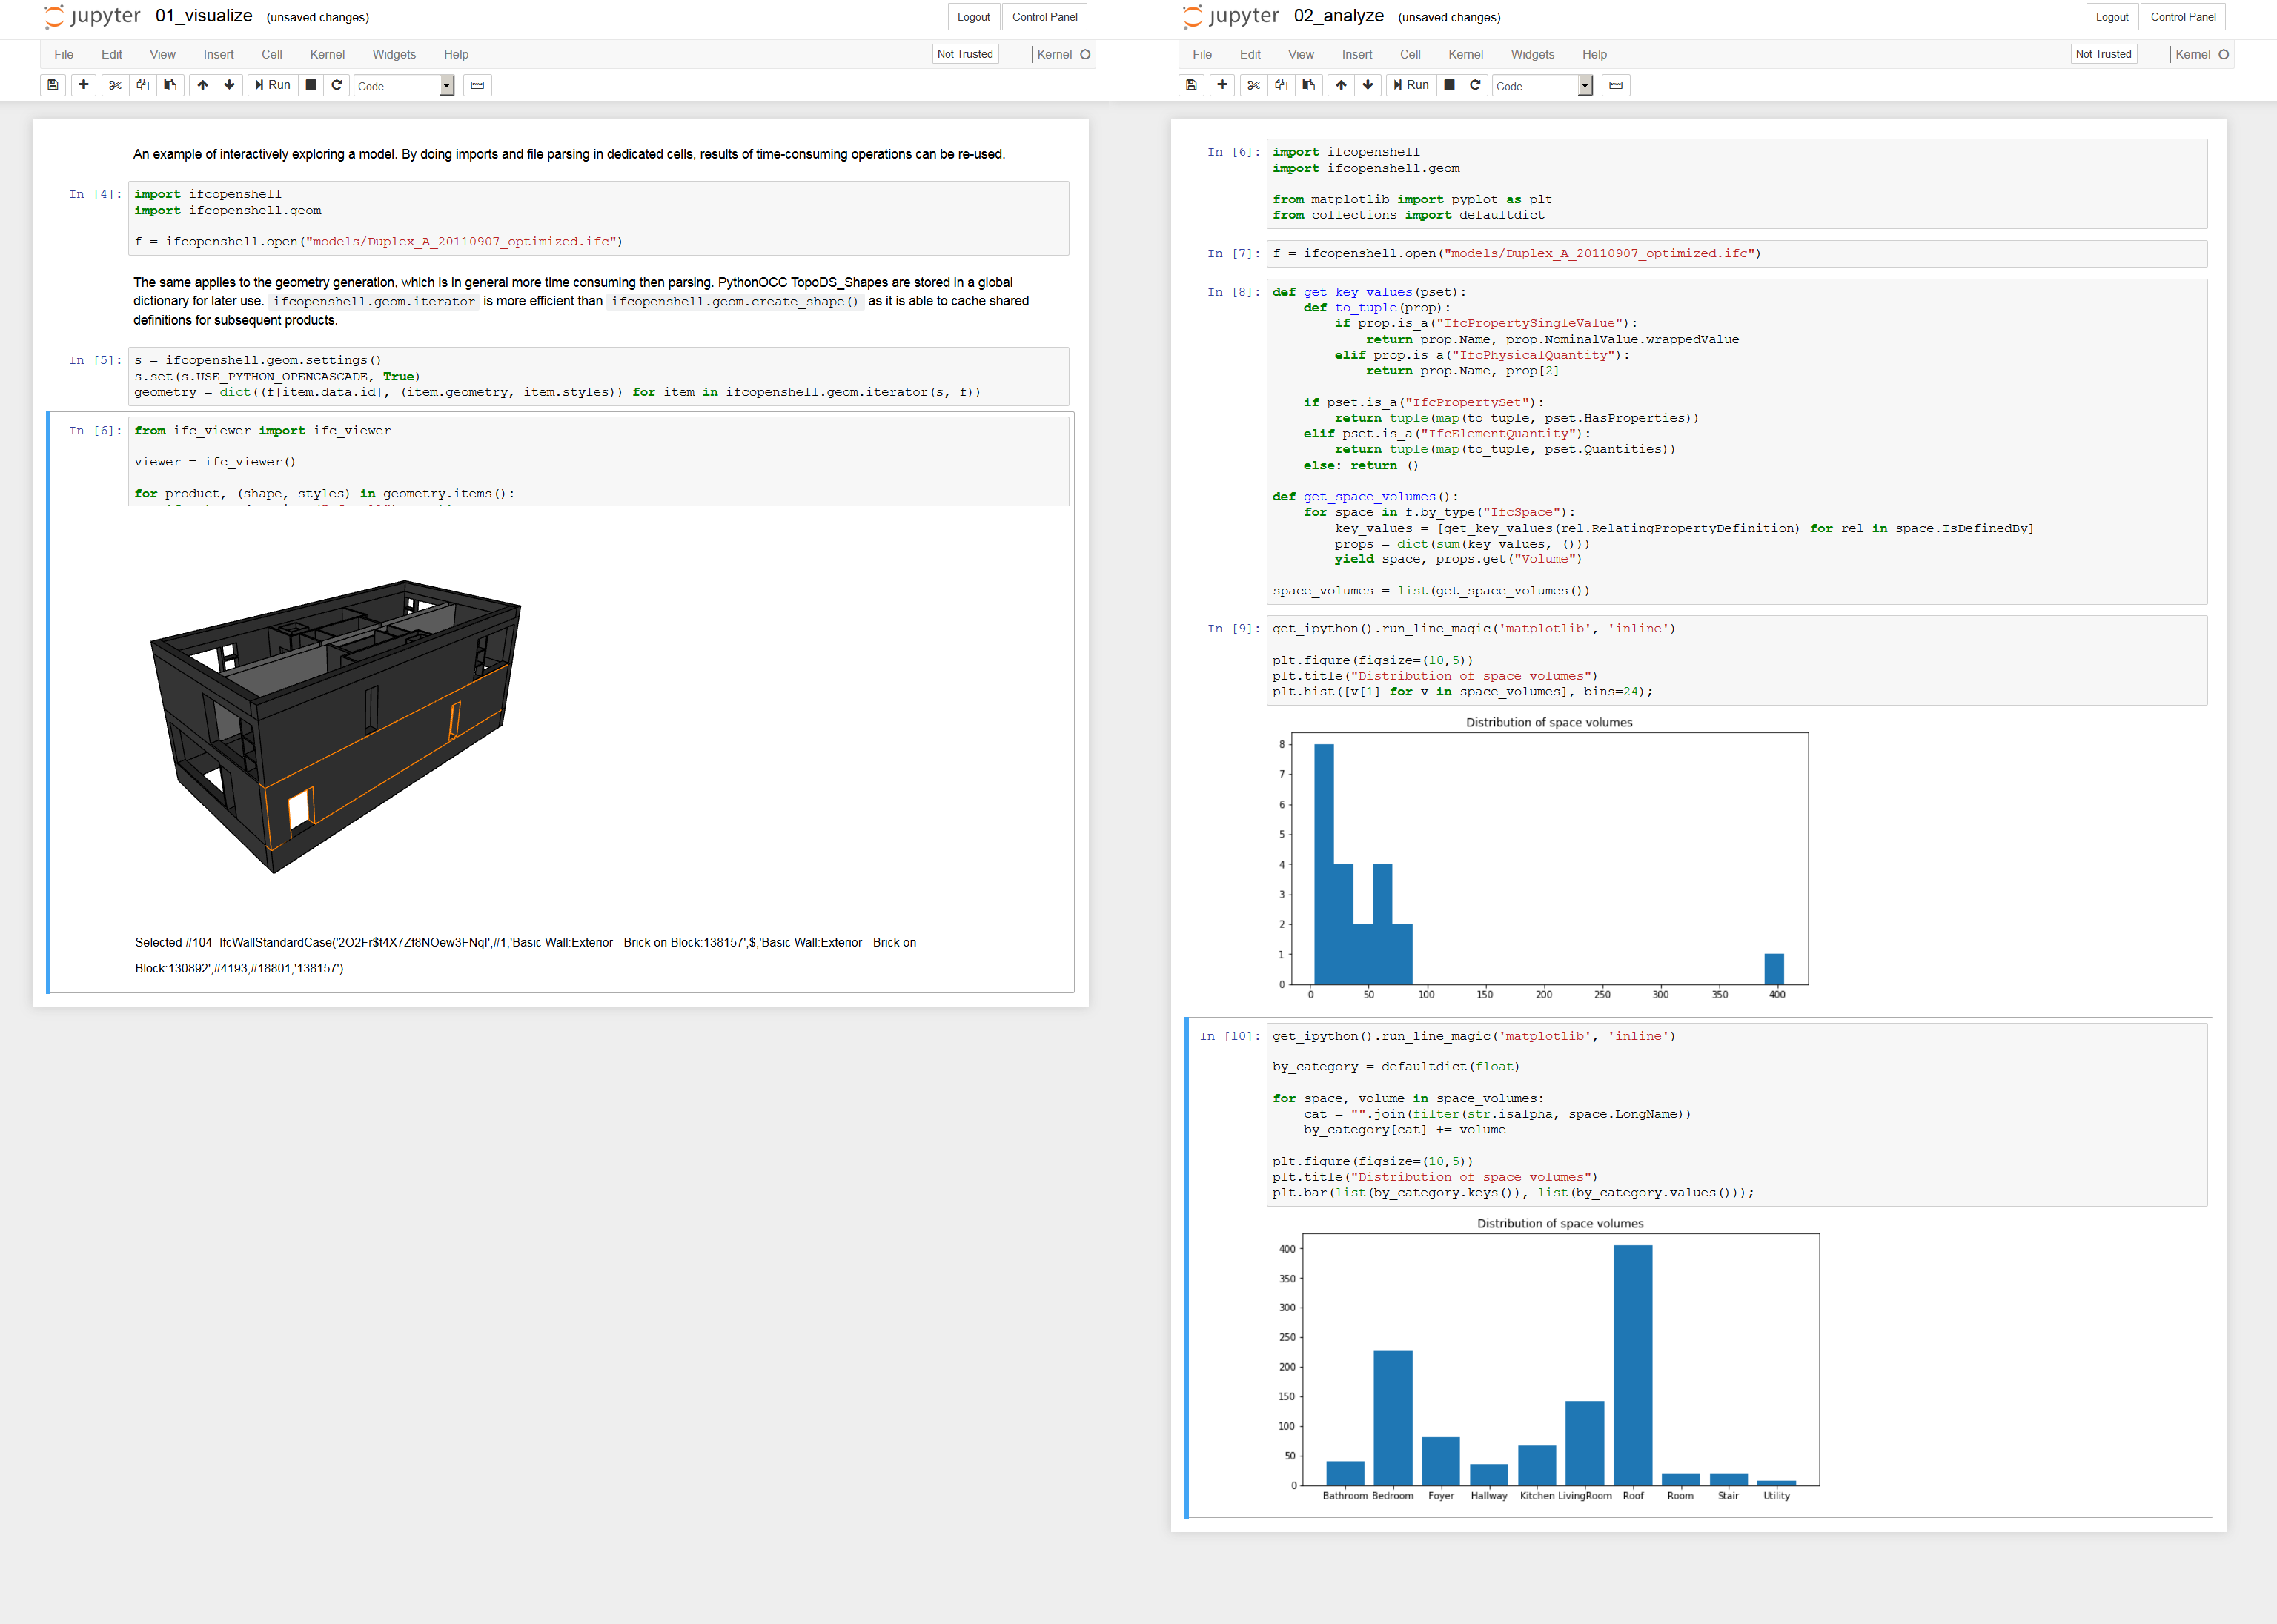 jupyter 01_visualize (unsaved changes)
Logout Control Panel
File Edit View Insert Cell Kernel Widgets Help
Not Trusted Kernel
Run Code
An example of interactively exploring a model. By doing imports and file parsing in dedicated cells, results of time-consuming operations can be re-used.
In [4]: import ifcopenshell
import ifcopenshell.geom
f = ifcopenshell.open("models/Duplex_A_20110907_optimized.ifc")
The same applies to the geometry generation, which is in general more time consuming then parsing. PythonOCC TopoDS_Shapes are stored in a global
dictionary for later use. ifcopenshell.geom.iterator is more efficient than ifcopenshell.geom.create_shape() as it is able to cache shared
definitions for subsequent products.
In [5]: s = ifcopenshell.geom.settings()
s.set(s.USE_PYTHON_OPENCASCADE, True)
geometry = dict((f[item.data.id], (item.geometry, item.styles)) for item in ifcopenshell.geom.iterator(s, f))
In [6]: from ifc_viewer import ifc_viewer
viewer = ifc_viewer()
for product, (shape, styles) in geometry.items():
Selected #104=IfcWallStandardCase('2O2Fr$t4X7Zf8NOew3FNqI',#1,'Basic Wall:Exterior - Brick on Block:138157',$,'Basic Wall:Exterior - Brick on
Block:130892',#4193,#18801,'138157')
jupyter 02_analyze (unsaved changes)
Logout Control Panel
File Edit View Insert Cell Kernel Widgets Help
Not Trusted Kernel
Run Code
In [6]: import ifcopenshell
import ifcopenshell.geom
from matplotlib import pyplot as plt
from collections import defaultdict
In [7]: f = ifcopenshell.open("models/Duplex_A_20110907_optimized.ifc")
In [8]: def get_key_values(pset):
def to_tuple(prop):
if prop.is_a("IfcPropertySingleValue"):
return prop.Name, prop.NominalValue.wrappedValue
elif prop.is_a("IfcPhysicalQuantity"):
return prop.Name, prop[2]
if pset.is_a("IfcPropertySet"):
return tuple(map(to_tuple, pset.HasProperties))
elif pset.is_a("IfcElementQuantity"):
return tuple(map(to_tuple, pset.Quantities))
else: return ()
def get_space_volumes():
for space in f.by_type("IfcSpace"):
key_values = [get_key_values(rel.RelatingPropertyDefinition) for rel in space.IsDefinedBy]
props = dict(sum(key_values, ()))
yield space, props.get("Volume")
space_volumes = list(get_space_volumes())
In [9]: get_ipython().run_line_magic('matplotlib', 'inline')
plt.figure(figsize=(10,5))
plt.title("Distribution of space volumes")
plt.hist([v[1] for v in space_volumes], bins=24);
Distribution of space volumes
8
7
6
5
4
3
2
1
0
0 50 100 150 200 250 300 350 400
In [10]: get_ipython().run_line_magic('matplotlib', 'inline')
by_category = defaultdict(float)
for space, volume in space_volumes:
cat = "".join(filter(str.isalpha, space.LongName))
by_category[cat] += volume
plt.figure(figsize=(10,5))
plt.title("Distribution of space volumes")
plt.bar(list(by_category.keys()), list(by_category.values()));
Distribution of space volumes
400
350
300
250
200
150
100
50
0
Bathroom Bedroom Foyer Hallway Kitchen LivingRoom Roof Room Stair Utility